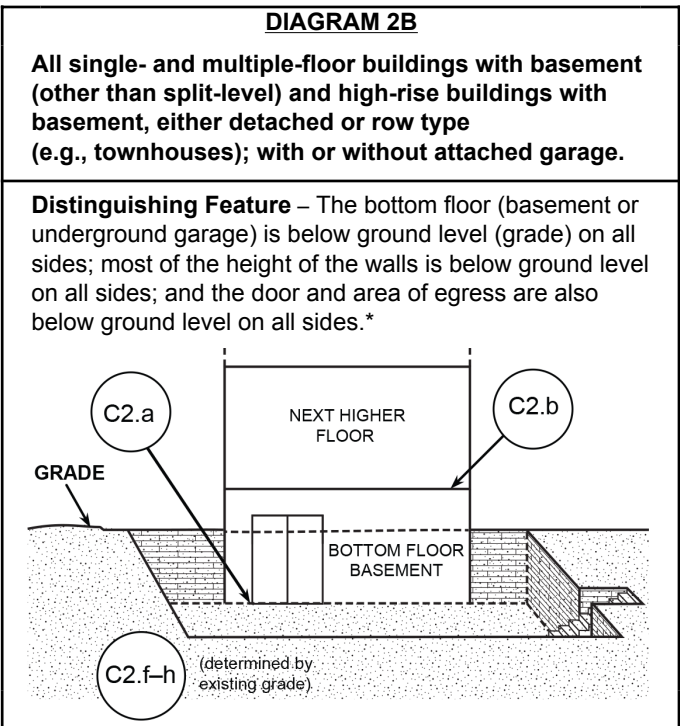 DIAGRAM 2B
All single- and multiple-floor buildings with basement
(other than split-level) and high-rise buildings with
basement, either detached or row type
(e.g., townhouses); with or without attached garage.
Distinguishing Feature – The bottom floor (basement or
underground garage) is below ground level (grade) on all
sides; most of the height of the walls is below ground level
on all sides; and the door and area of egress are also
below ground level on all sides.*
C2.a
NEXT HIGHER
FLOOR
C2.b
GRADE
BOTTOM FLOOR
BASEMENT
C2.f–h
(determined by
existing grade)